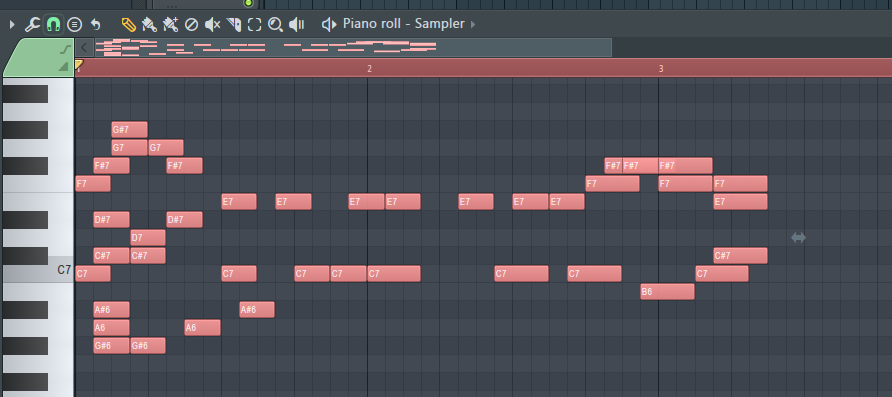 Piano roll - Sampler
1 2 3
G#7
G7 G7
F#7 F#7 F#7 F#7 F#7
F7 F7 F7 F7
E7 E7 E7 E7 E7 E7 E7 E7
D#7 D#7
D7
C#7 C#7 C#7
C7 C7 C7 C7 C7 C7 C7 C7 C7
B6
A#6 A#6
A6 A6
G#6 G#6